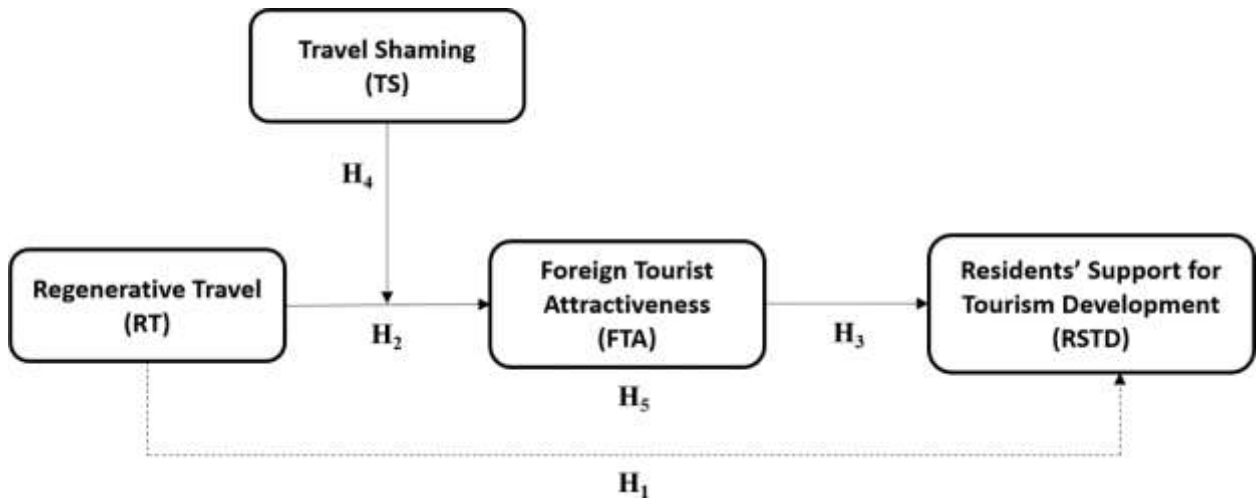 Travel Shaming
(TS)
H₄
Regenerative Travel
(RT)
H₂
Foreign Tourist
Attractiveness
(FTA)
H₃
Residents' Support for
Tourism Development
(RSTD)
H₅
H₁